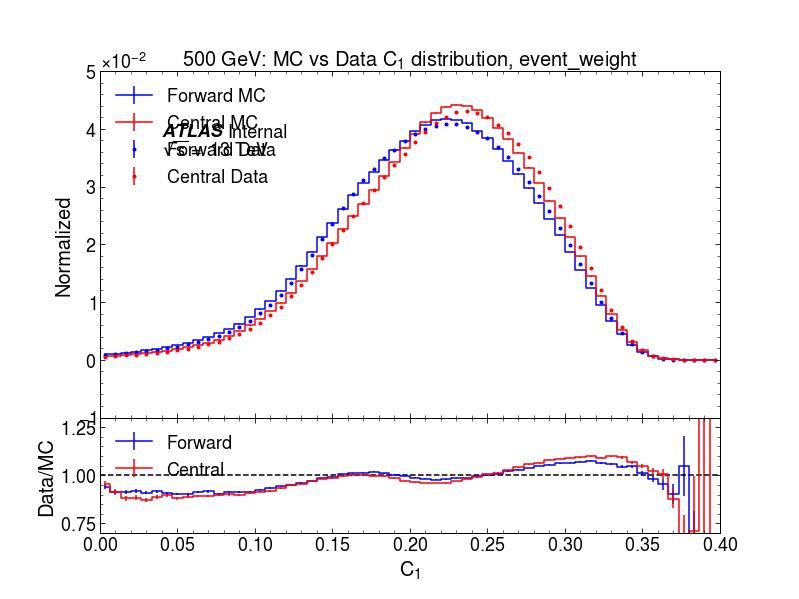 ×10⁻² 500 GeV: MC vs Data C₁ distribution, event_weight
5
Forward MC
Central MC
ATLAS Internal
√s = 13 TeV
Forward Data
Central Data
4
3
2
1
0
−1
Normalized
1.25
1.00
0.75
Data/MC
Forward
Central
0.00 0.05 0.10 0.15 0.20 0.25 0.30 0.35 0.40
C₁